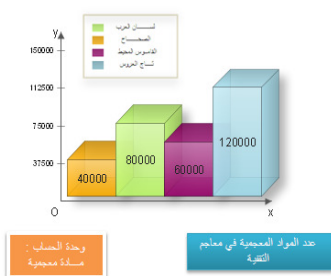 y
لسان العرب
الصحاح
القاموس المحيط
تاج العروس
150000
112500
75000
37500
40000
80000
60000
120000
O
x
وحدة الحساب :
مادة معجمية
عدد المواد المعجمية في معاجم
التقفية